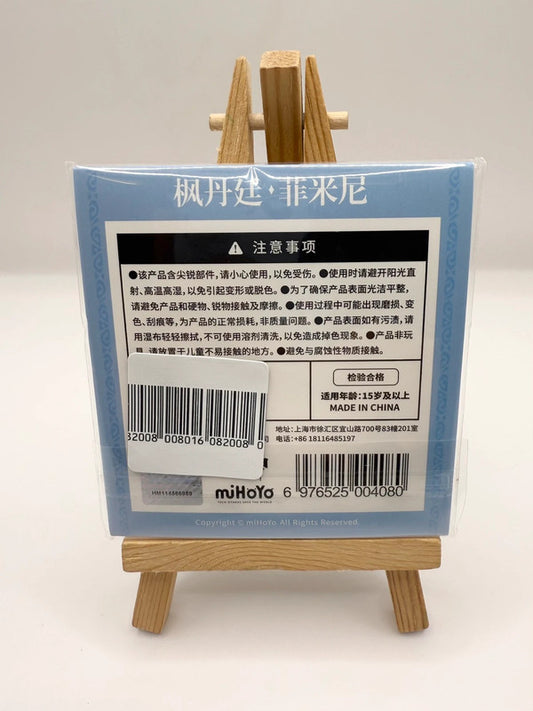 枫丹廷·菲米尼
注意事项
●该产品含尖锐部件,请小心使用,以免受伤。●使用时请避开阳光直
射、高温高湿,以免引起变形或脱色。●为了确保产品表面光洁平整,
请避免产品和硬物、锐物接触及摩擦。●使用过程中可能出现磨损、变
色、刮痕等,为产品的正常损耗,非质量问题。●产品表面如有污渍,请
用湿布轻轻擦拭,不可使用溶剂清洗,以免造成掉色现象。●产品非玩
具,请放置于儿童不易接触的地方。●避免与腐蚀性物质接触。
检验合格
适用年龄:15岁及以上
MADE IN CHINA
82008 008016 082008 0
地址:上海市徐汇区宜山路700号83幢201室
电话:+86 18116485197
miHoYo
TECH OTAKUS SAVE THE WORLD
6 976525 004080
Copyright © miHoYo All Rights Reserved.